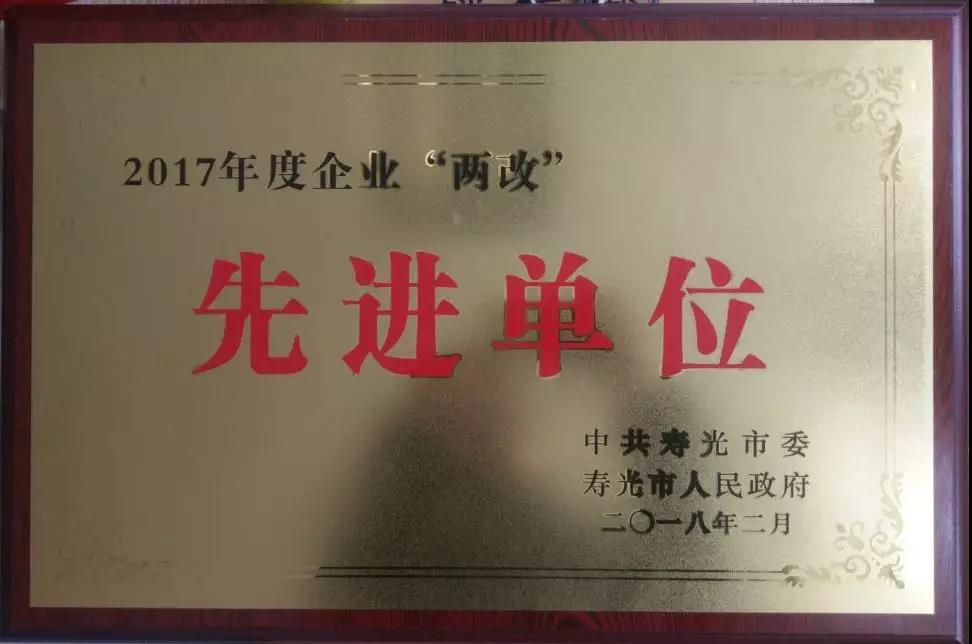 2017年度企业“两改”
先进单位
中共寿光市委
寿光市人民政府
二〇一八年二月